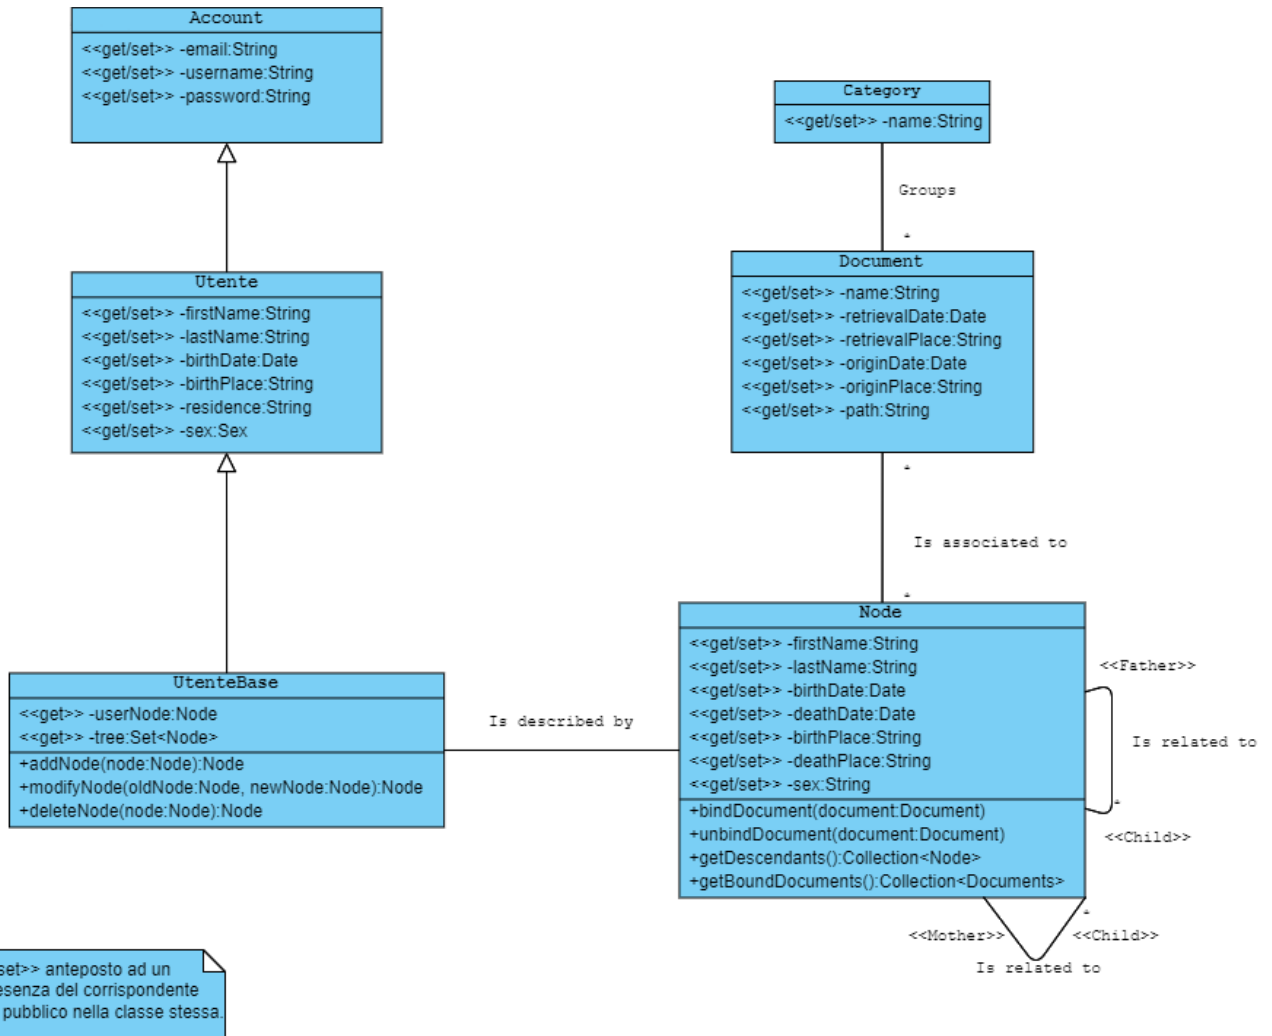 Account
<<get/set>> -email:String
<<get/set>> -username:String
<<get/set>> -password:String
Category
<<get/set>> -name:String
Groups
*
Utente
<<get/set>> -firstName:String
<<get/set>> -lastName:String
<<get/set>> -birthDate:Date
<<get/set>> -birthPlace:String
<<get/set>> -residence:String
<<get/set>> -sex:Sex
Document
<<get/set>> -name:String
<<get/set>> -retrievalDate:Date
<<get/set>> -retrievalPlace:String
<<get/set>> -originDate:Date
<<get/set>> -originPlace:String
<<get/set>> -path:String
*
Is associated to
*
UtenteBase
<<get>> -userNode:Node
<<get>> -tree:Set<Node>
+addNode(node:Node):Node
+modifyNode(oldNode:Node, newNode:Node):Node
+deleteNode(node:Node):Node
Is described by
Node
<<get/set>> -firstName:String
<<get/set>> -lastName:String
<<get/set>> -birthDate:Date
<<get/set>> -deathDate:Date
<<get/set>> -birthPlace:String
<<get/set>> -deathPlace:String
<<get/set>> -sex:String
+bindDocument(document:Document)
+unbindDocument(document:Document)
+getDescendants():Collection<Node>
+getBoundDocuments():Collection<Documents>
<<Father>>
Is related to
*
<<Child>>
*
<<Mother>>
<<Child>>
Is related to
set>> anteposto ad un
esenza del corrispondente
pubblico nella classe stessa.